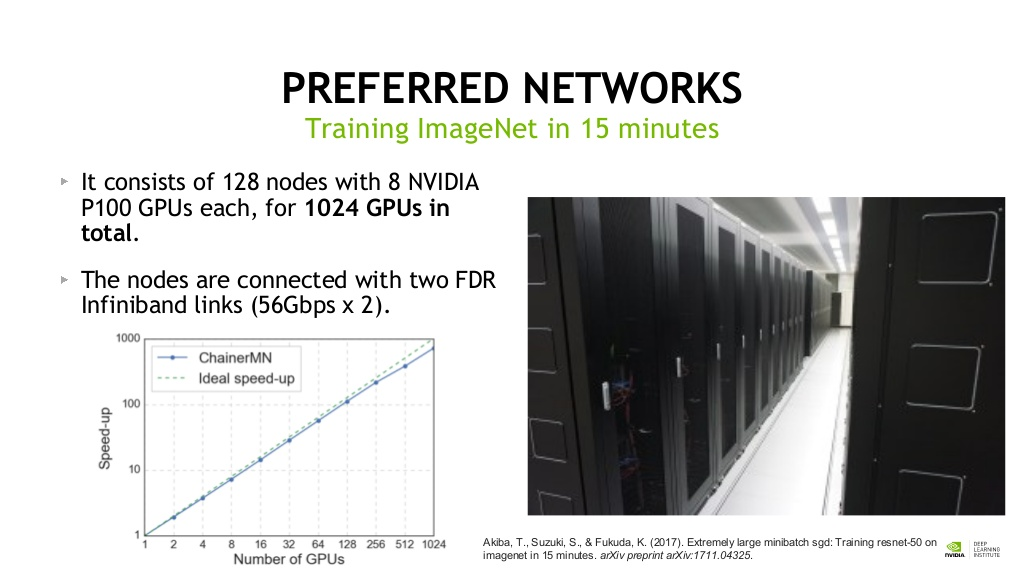 PREFERRED NETWORKS
Training ImageNet in 15 minutes
It consists of 128 nodes with 8 NVIDIA
P100 GPUs each, for 1024 GPUs in
total.
The nodes are connected with two FDR
Infiniband links (56Gbps x 2).
1000
100
10
1
Speed-up
ChainerMN
Ideal speed-up
1 2 4 8 16 32 64 128 256 512 1024
Number of GPUs
Akiba, T., Suzuki, S., & Fukuda, K. (2017). Extremely large minibatch sgd: Training resnet-50 on
imagenet in 15 minutes. arXiv preprint arXiv:1711.04325.
NVIDIA
DEEP
LEARNING
INSTITUTE